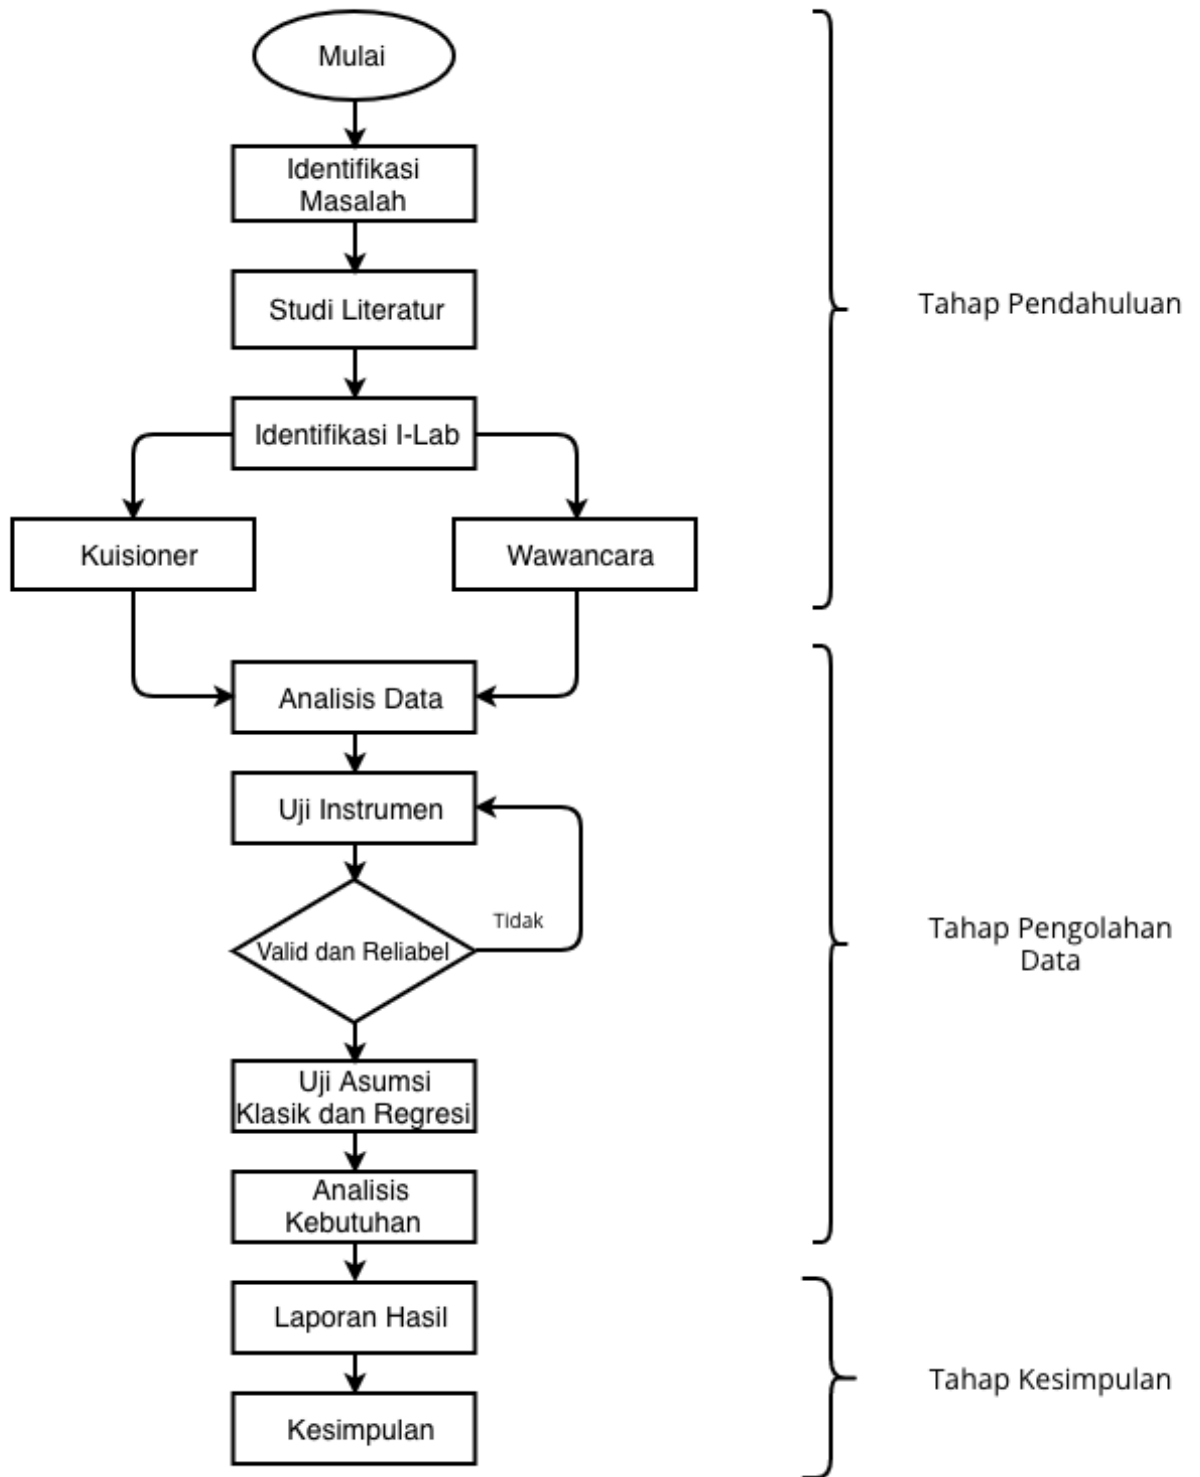 Mulai
Identifikasi
Masalah
Studi Literatur
Tahap Pendahuluan
Identifikasi I-Lab
Kuisioner
Wawancara
Analisis Data
Uji Instrumen
Tidak
Valid dan Reliabel
Tahap Pengolahan
Data
Uji Asumsi
Klasik dan Regresi
Analisis
Kebutuhan
Laporan Hasil
Tahap Kesimpulan
Kesimpulan